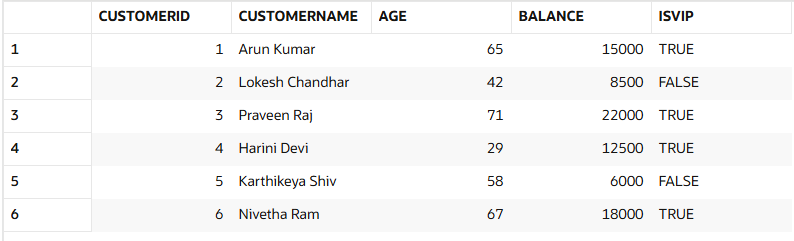 CUSTOMERID CUSTOMERNAME AGE BALANCE ISVIP
1 1 Arun Kumar 65 15000 TRUE
2 2 Lokesh Chandhar 42 8500 FALSE
3 3 Praveen Raj 71 22000 TRUE
4 4 Harini Devi 29 12500 TRUE
5 5 Karthikeya Shiv 58 6000 FALSE
6 6 Nivetha Ram 67 18000 TRUE